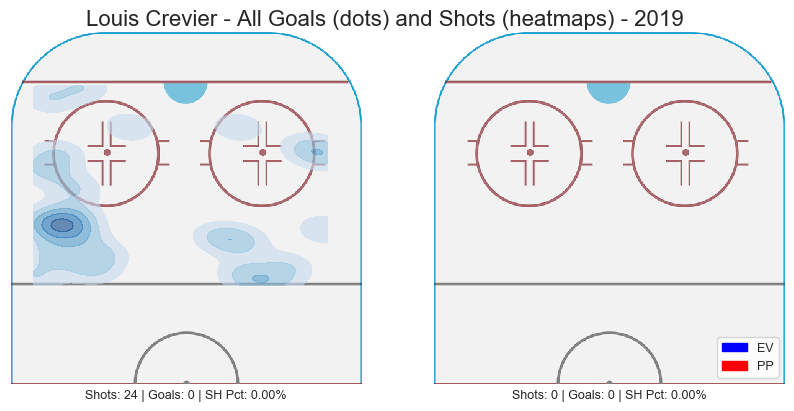 Louis Crevier - All Goals (dots) and Shots (heatmaps) - 2019
EV
PP
Shots: 24 | Goals: 0 | SH Pct: 0.00%
Shots: 0 | Goals: 0 | SH Pct: 0.00%